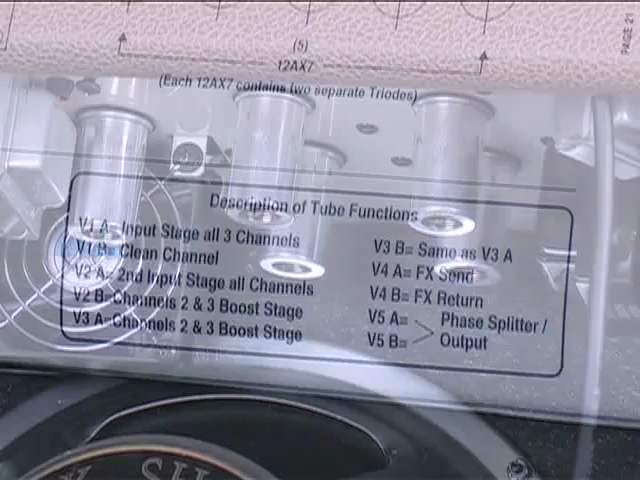 PAGE 21
(5)
12AX7
(Each 12AX7 contains two separate Triodes)
Description of Tube Functions
V1 A= Input Stage all 3 Channels
V1 B= Clean Channel
V2 A= 2nd Input Stage all Channels
V2 B=Channels 2 & 3 Boost Stage
V3 A=Channels 2 & 3 Boost Stage
V3 B= Same as V3 A
V4 A= FX Send
V4 B= FX Return
V5 A=
V5 B=
Phase Splitter /
Output